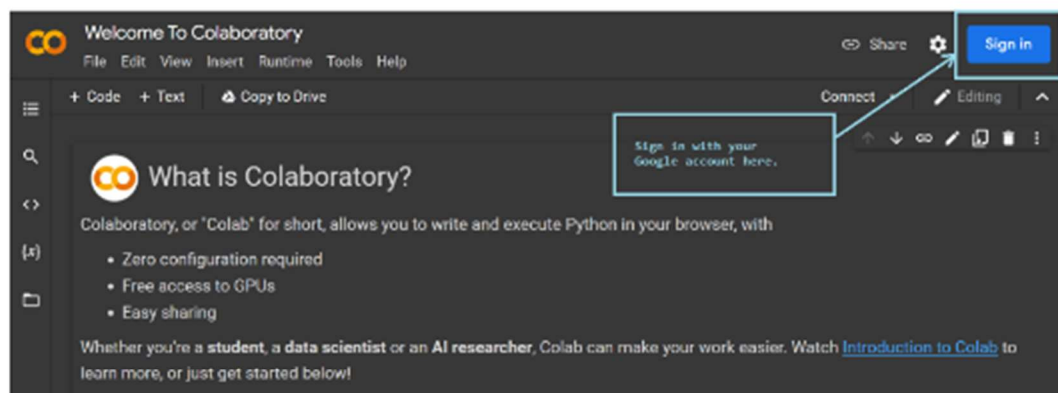 Welcome To Colaboratory
File Edit View Insert Runtime Tools Help
Share
Sign in
+ Code + Text Copy to Drive
Connect
Editing
Sign in with your
Google account here.
What is Colaboratory?
Colaboratory, or "Colab" for short, allows you to write and execute Python in your browser, with
• Zero configuration required
• Free access to GPUs
• Easy sharing
Whether you're a student, a data scientist or an AI researcher, Colab can make your work easier. Watch Introduction to Colab to
learn more, or just get started below!